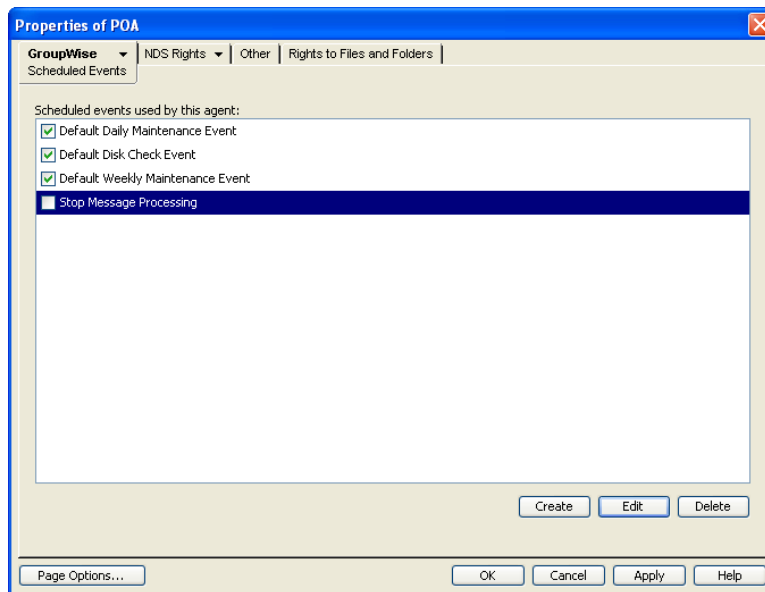 Properties of POA
GroupWise NDS Rights Other Rights to Files and Folders
Scheduled Events
Scheduled events used by this agent:
Default Daily Maintenance Event
Default Disk Check Event
Default Weekly Maintenance Event
Stop Message Processing
Create Edit Delete
Page Options... OK Cancel Apply Help